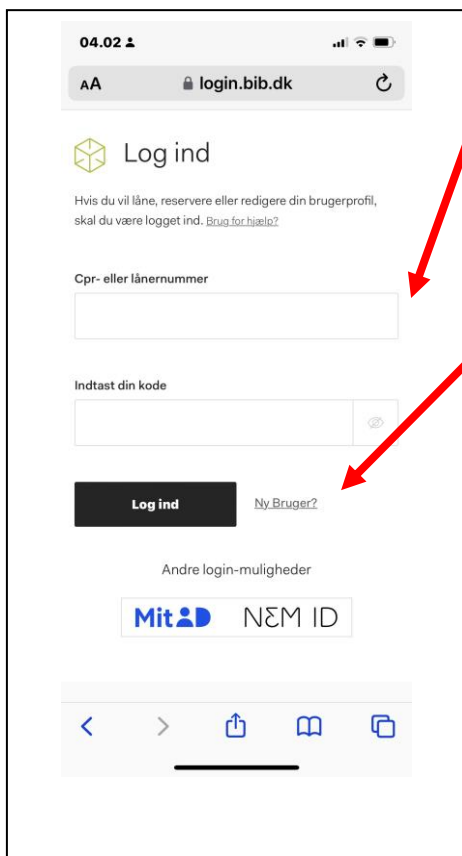 04.02
AA login.bib.dk
Log ind
Hvis du vil låne, reservere eller redigere din brugerprofil,
skal du være logget ind. Brug for hjælp?
Cpr- eller lånernummer
Indtast din kode
Log ind Ny Bruger?
Andre login-muligheder
Mit D NEM ID